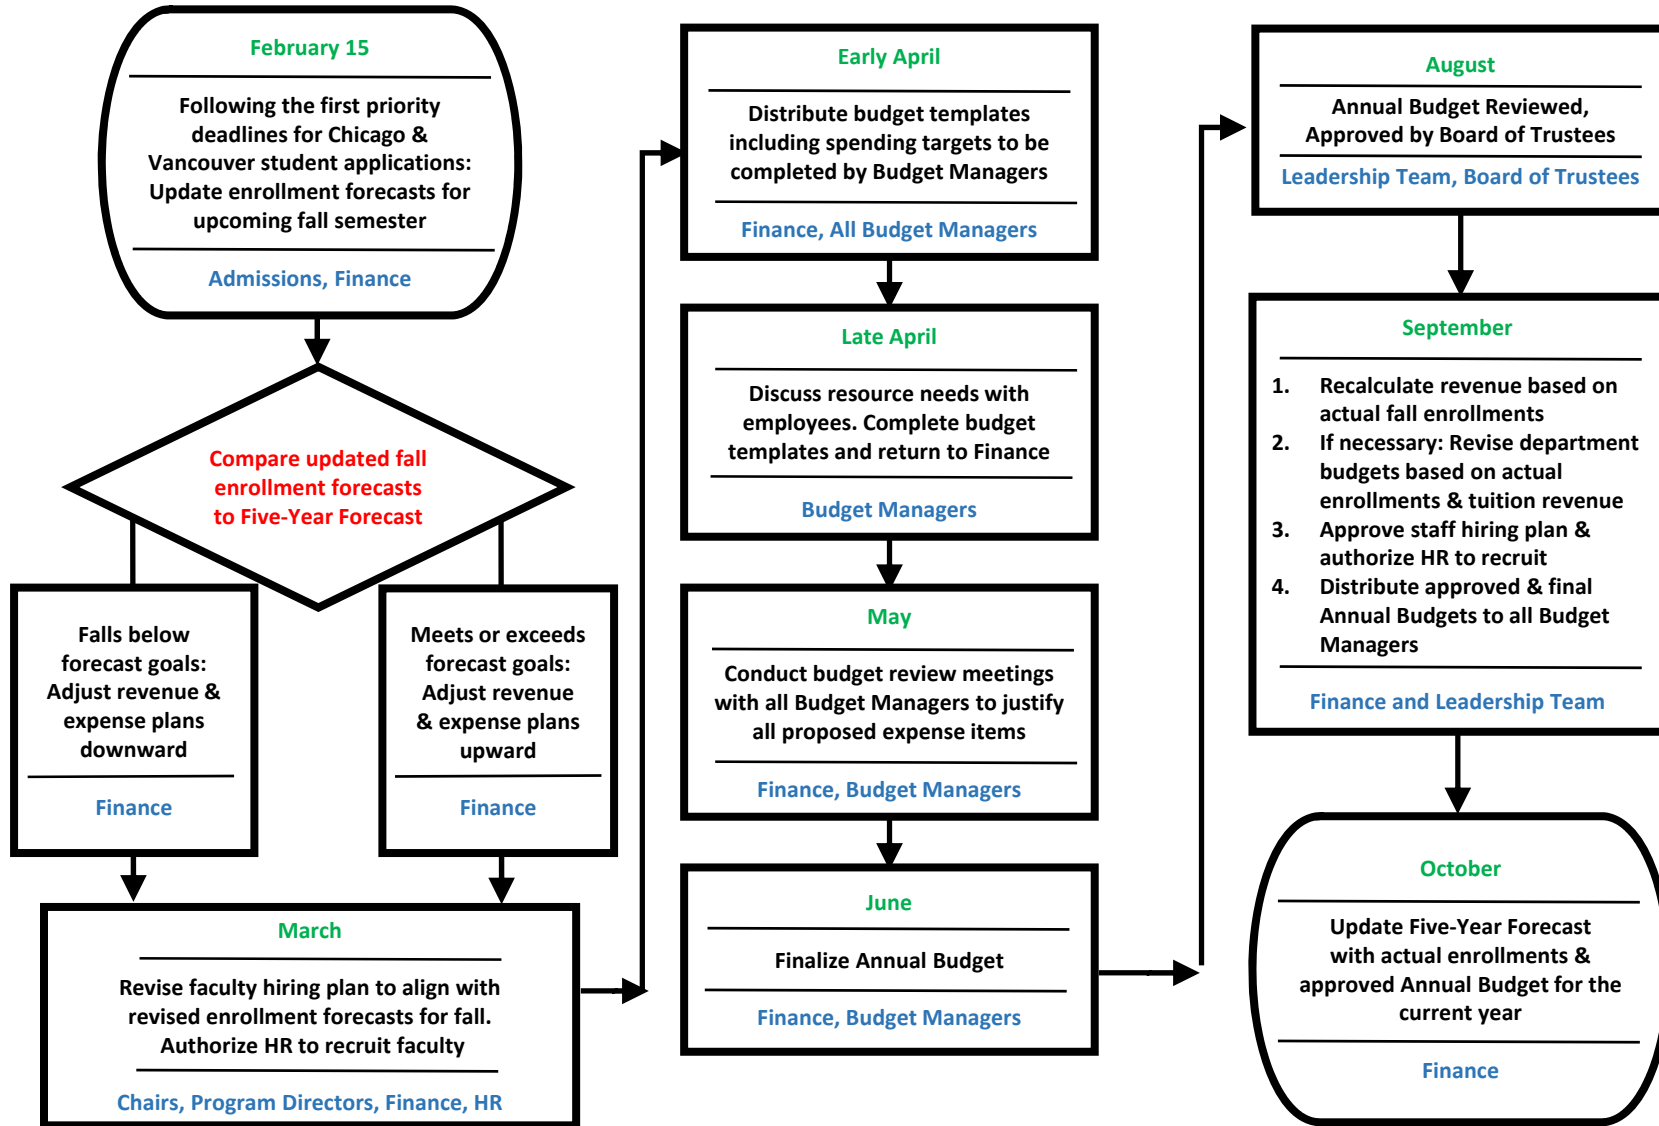 February 15
Following the first priority
deadlines for Chicago &
Vancouver student applications:
Update enrollment forecasts for
upcoming fall semester
Admissions, Finance
Compare updated fall
enrollment forecasts
to Five-Year Forecast
Falls below
forecast goals:
Adjust revenue &
expense plans
downward
Finance
Meets or exceeds
forecast goals:
Adjust revenue
& expense plans
upward
Finance
March
Revise faculty hiring plan to align with
revised enrollment forecasts for fall.
Authorize HR to recruit faculty
Chairs, Program Directors, Finance, HR
Early April
Distribute budget templates
including spending targets to be
completed by Budget Managers
Finance, All Budget Managers
Late April
Discuss resource needs with
employees. Complete budget
templates and return to Finance
Budget Managers
May
Conduct budget review meetings
with all Budget Managers to justify
all proposed expense items
Finance, Budget Managers
June
Finalize Annual Budget
Finance, Budget Managers
August
Annual Budget Reviewed,
Approved by Board of Trustees
Leadership Team, Board of Trustees
September
1. Recalculate revenue based on
actual fall enrollments
2. If necessary: Revise department
budgets based on actual
enrollments & tuition revenue
3. Approve staff hiring plan &
authorize HR to recruit
4. Distribute approved & final
Annual Budgets to all Budget
Managers
Finance and Leadership Team
October
Update Five-Year Forecast
with actual enrollments &
approved Annual Budget for the
current year
Finance